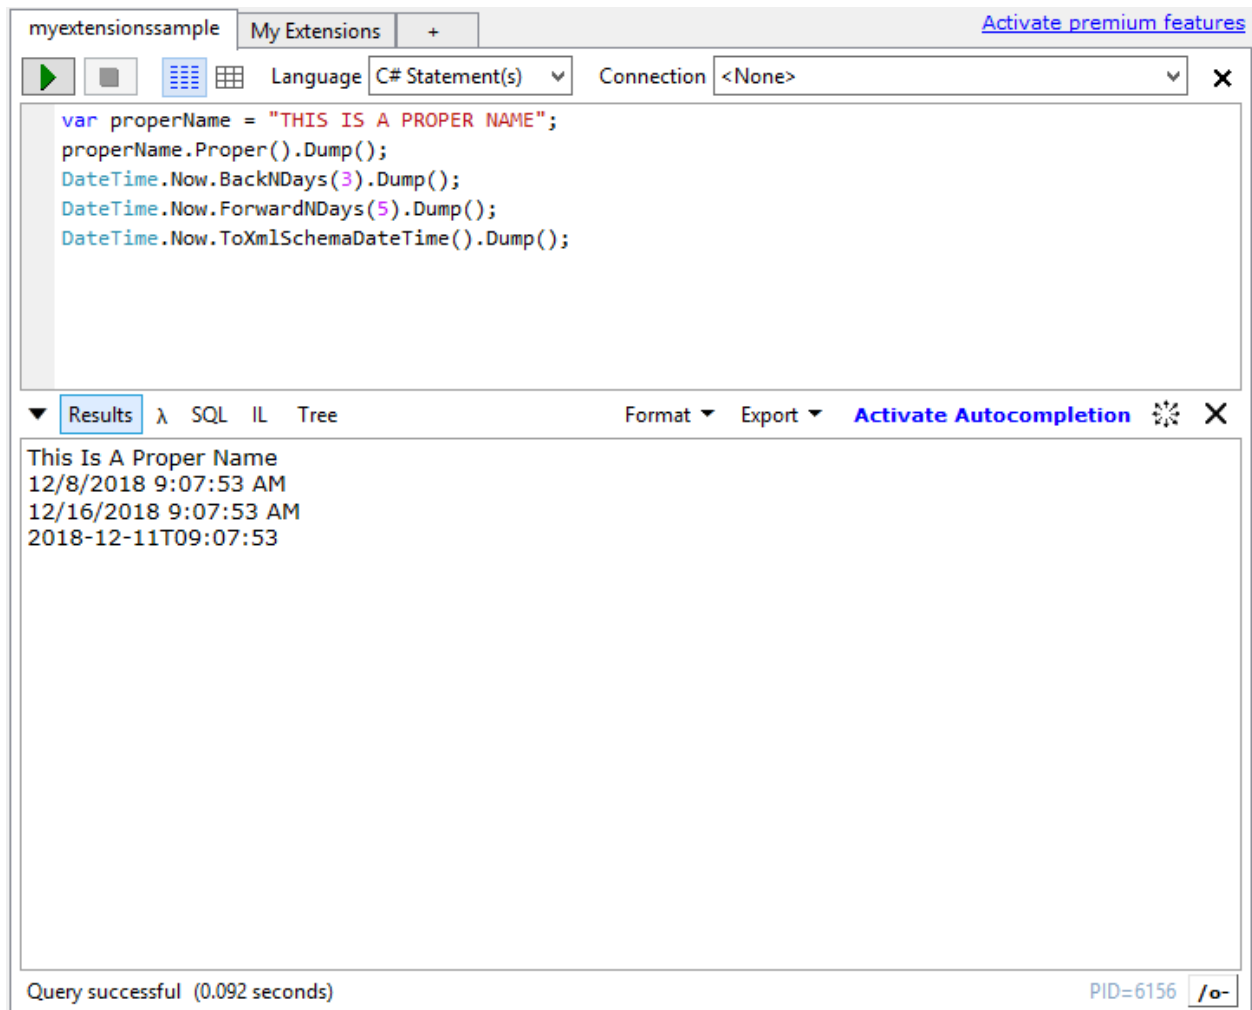 myextensionssample My Extensions + Activate premium features
Language C# Statement(s) Connection <None>
var properName = "THIS IS A PROPER NAME";
properName.Proper().Dump();
DateTime.Now.BackNDays(3).Dump();
DateTime.Now.ForwardNDays(5).Dump();
DateTime.Now.ToXmlSchemaDateTime().Dump();
Results λ SQL IL Tree Format Export Activate Autocompletion
This Is A Proper Name
12/8/2018 9:07:53 AM
12/16/2018 9:07:53 AM
2018-12-11T09:07:53
Query successful (0.092 seconds) PID=6156 /o-